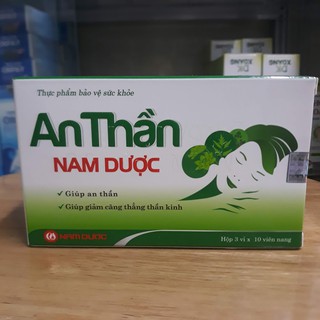 Thực phẩm bảo vệ sức khỏe
An Thần
NAM DƯỢC
Giúp an thần
Giúp giảm căng thẳng thần kinh
NAM DƯỢC
Hộp 3 vỉ x 10 viên nang